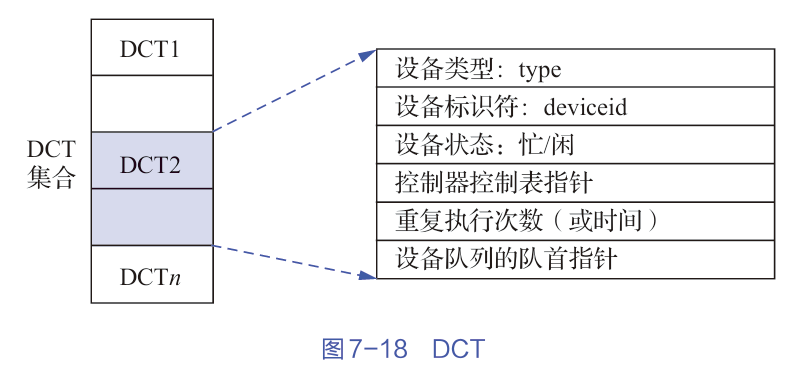 DCT1
DCT
集合
DCT2
DCTn
设备类型：type
设备标识符：deviceid
设备状态：忙/闲
控制器控制表指针
重复执行次数（或时间）
设备队列的队首指针
图7-18 DCT